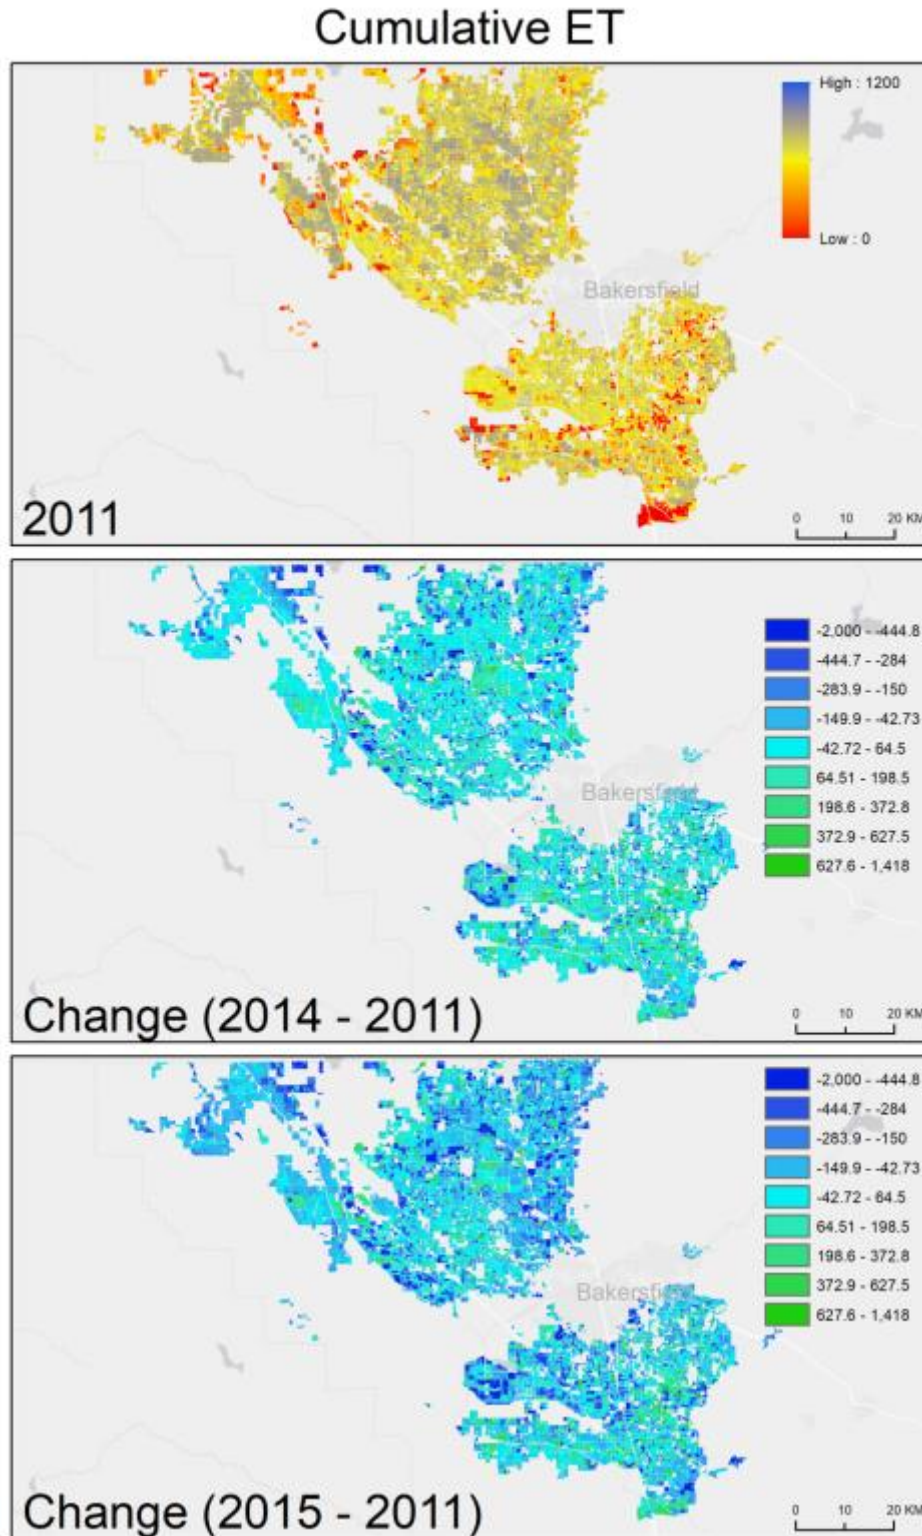 Cumulative ET
High : 1200
Low : 0
Bakersfield
2011
0 10 20 KM
-2.000 - -444.8
-444.7 - -284
-283.9 - -150
-149.9 - -42.73
-42.72 - 64.5
64.51 - 198.5
198.6 - 372.8
372.9 - 627.5
627.6 - 1,418
Bakersfield
Change (2014 - 2011)
0 10 20 KM
-2,000 - -444.8
-444.7 - -284
-283.9 - -150
-149.9 - -42.73
-42.72 - 64.5
64.51 - 198.5
198.6 - 372.8
372.9 - 627.5
627.6 - 1,418
Bakersfield
Change (2015 - 2011)
0 10 20 KM